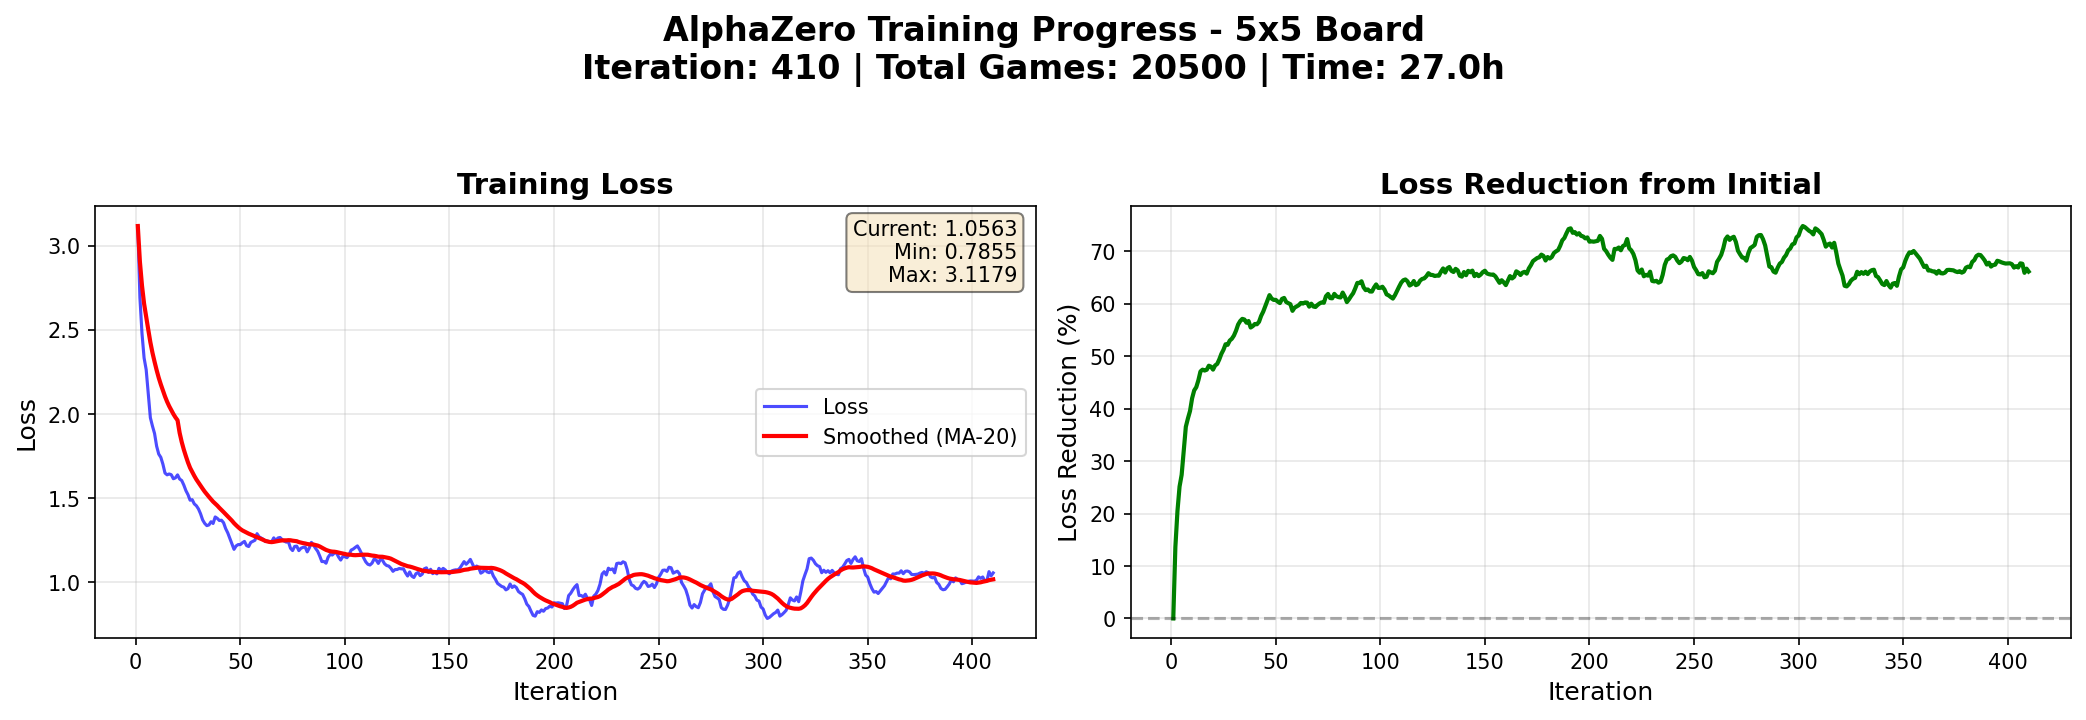 AlphaZero Training Progress - 5x5 Board
Iteration: 410 | Total Games: 20500 | Time: 27.0h
Training Loss
Current: 1.0563
Min: 0.7855
Max: 3.1179
Loss
Smoothed (MA-20)
Loss
3.0
2.5
2.0
1.5
1.0
0 50 100 150 200 250 300 350 400
Iteration
Loss Reduction from Initial
Loss Reduction (%)
70
60
50
40
30
20
10
0
0 50 100 150 200 250 300 350 400
Iteration